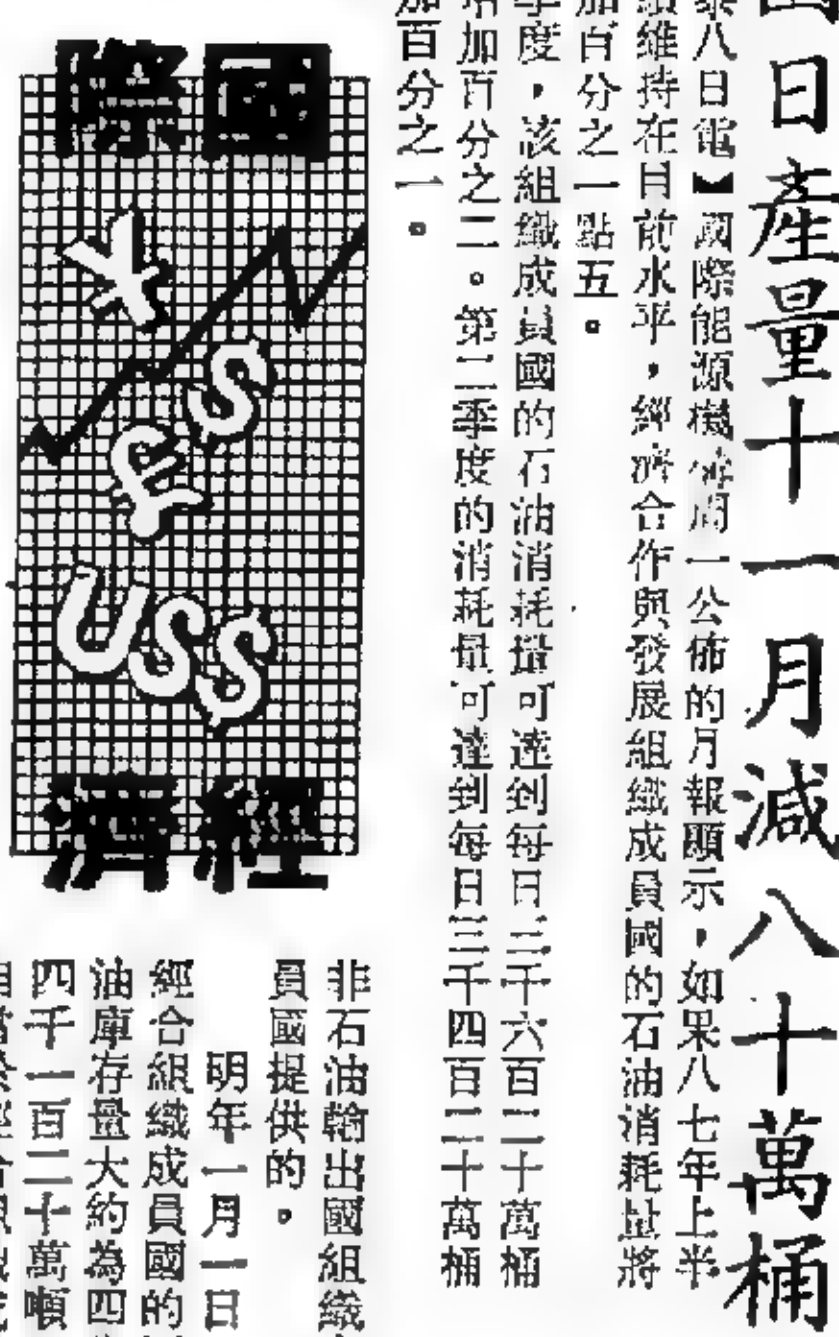 日產量十一月減八十萬桶
八日電】國際能源機構周一公佈的月報顯示，如果八七年上半
維持在目前水平，經濟合作與發展組織成員國的石油消耗量將
加百分之一點五。
季度，該組織成員國的石油消耗量可達到每日三千六百二十萬桶
增加百分之二。第二季度的消耗量可達到每日三千四百二十萬桶
加百分之一。
國際
¥
$
£
US$
經濟
非石油輸出國組織
員國提供的。
明年一月一日
經合組織成員國的
油庫存量大約為四
四千一百二十萬噸